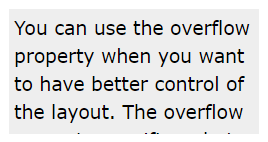 You can use the overflow
property when you want
to have better control of
the layout. The overflow